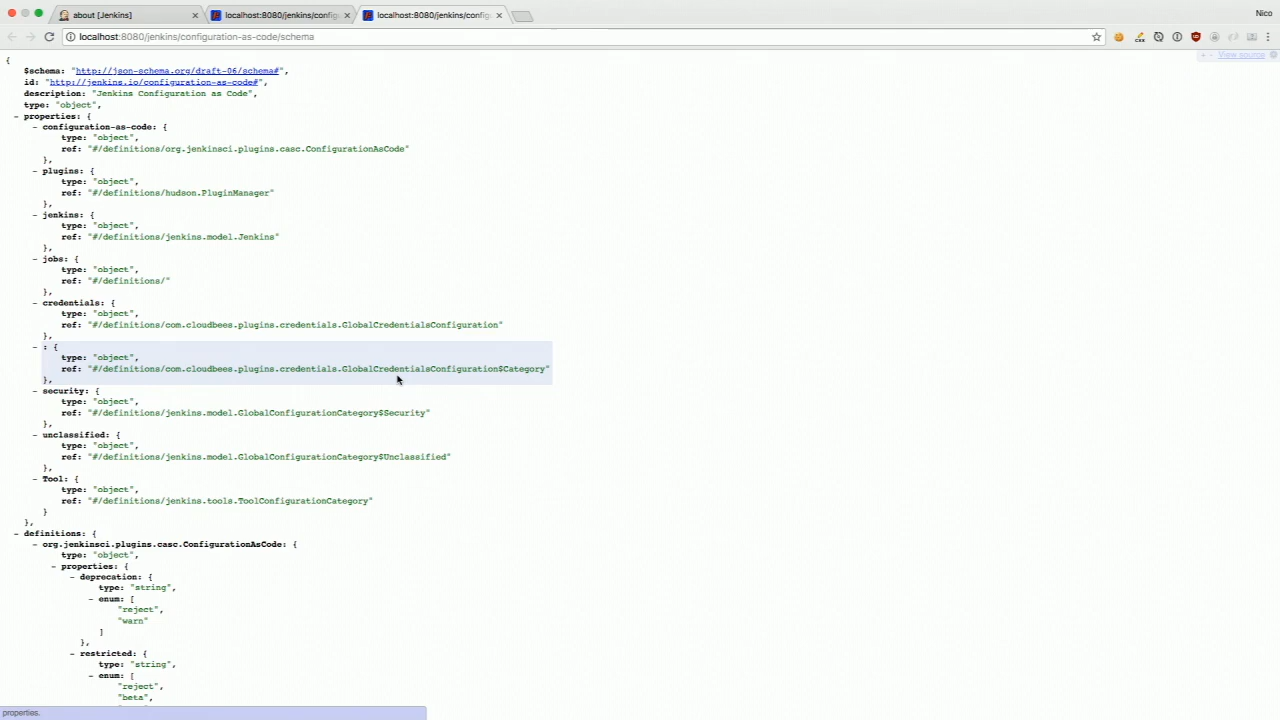 about [Jenkins]
localhost:8080/jenkins/config
localhost:8080/jenkins/config
Nico
localhost:8080/jenkins/configuration-as-code/schema
+ - View source
{
$schema: "http://json-schema.org/draft-06/schema#",
id: "http://jenkins.io/configuration-as-code#",
description: "Jenkins Configuration as Code",
type: "object",
- properties: {
- configuration-as-code: {
type: "object",
ref: "#/definitions/org.jenkinsci.plugins.casc.ConfigurationAsCode"
},
- plugins: {
type: "object",
ref: "#/definitions/hudson.PluginManager"
},
- jenkins: {
type: "object",
ref: "#/definitions/jenkins.model.Jenkins"
},
- jobs: {
type: "object",
ref: "#/definitions/"
},
- credentials: {
type: "object",
ref: "#/definitions/com.cloudbees.plugins.credentials.GlobalCredentialsConfiguration"
},
- : {
type: "object",
ref: "#/definitions/com.cloudbees.plugins.credentials.GlobalCredentialsConfiguration$Category"
},
- security: {
type: "object",
ref: "#/definitions/jenkins.model.GlobalConfigurationCategory$Security"
},
- unclassified: {
type: "object",
ref: "#/definitions/jenkins.model.GlobalConfigurationCategory$Unclassified"
},
- Tool: {
type: "object",
ref: "#/definitions/jenkins.tools.ToolConfigurationCategory"
}
},
- definitions: {
- org.jenkinsci.plugins.casc.ConfigurationAsCode: {
type: "object",
- properties: {
- deprecation: {
type: "string",
- enum: [
"reject",
"warn"
]
},
- restricted: {
type: "string",
- enum: [
"reject",
"beta",
properties.